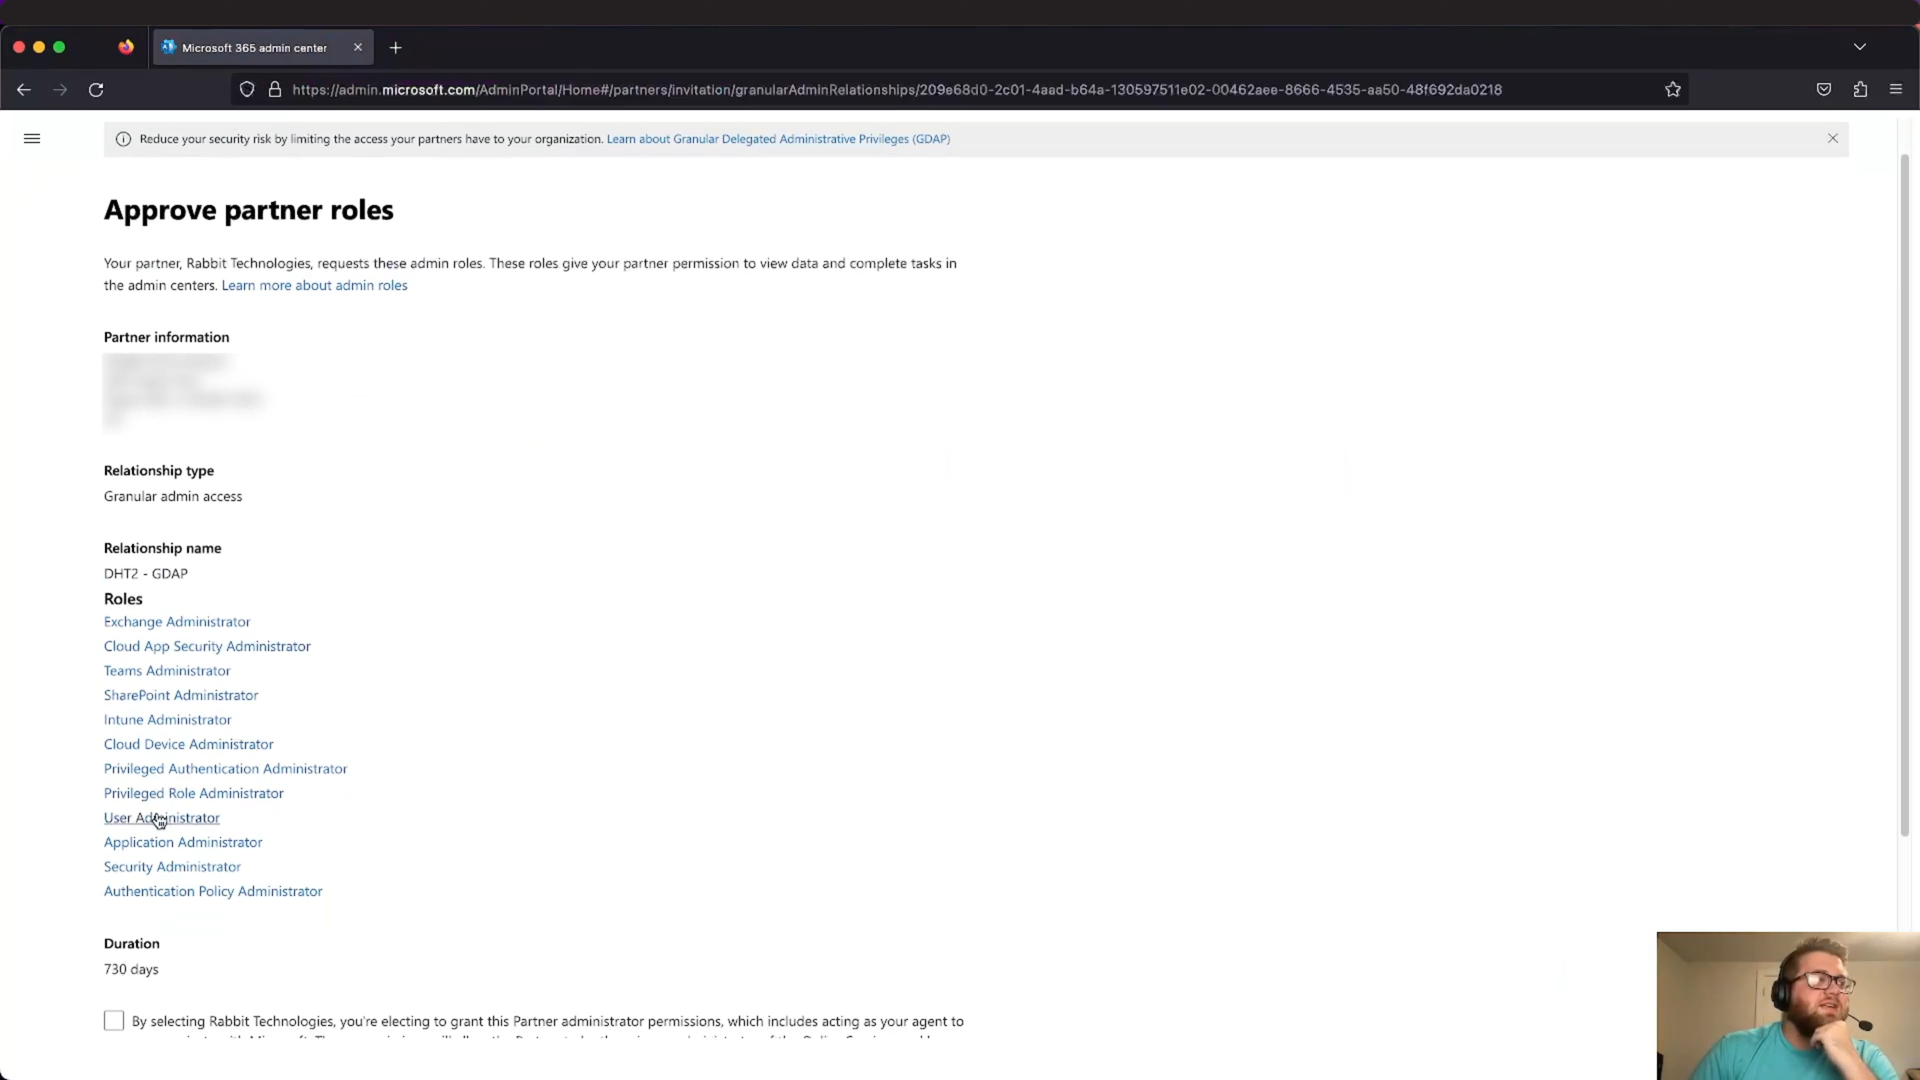 Microsoft 365 admin center
https://admin.microsoft.com/AdminPortal/Home#/partners/invitation/granularAdminRelationships/209e68d0-2c01-4aad-b64a-130597511e02-00462aee-8666-4535-aa50-48f692da0218
Reduce your security risk by limiting the access your partners have to your organization. Learn about Granular Delegated Administrative Privileges (GDAP)
Approve partner roles
Your partner, Rabbit Technologies, requests these admin roles. These roles give your partner permission to view data and complete tasks in
the admin centers. Learn more about admin roles
Partner information
Relationship type
Granular admin access
Relationship name
DHT2 - GDAP
Roles
Exchange Administrator
Cloud App Security Administrator
Teams Administrator
SharePoint Administrator
Intune Administrator
Cloud Device Administrator
Privileged Authentication Administrator
Privileged Role Administrator
User Administrator
Application Administrator
Security Administrator
Authentication Policy Administrator
Duration
730 days
By selecting Rabbit Technologies, you're electing to grant this Partner administrator permissions, which includes acting as your agent to